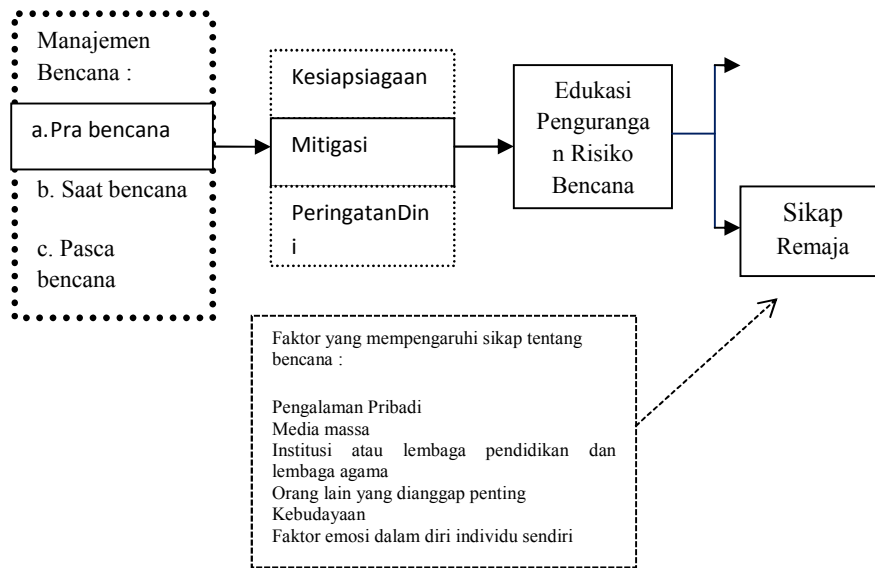 Manajemen
Bencana :
a.Pra bencana
b. Saat bencana
c. Pasca
bencana
Kesiapsiagaan
Mitigasi
PeringatanDin
i
Edukasi
Penguranga
n Risiko
Bencana
Sikap
Remaja
Faktor yang mempengaruhi sikap tentang
bencana :
Pengalaman Pribadi
Media massa
Institusi atau lembaga pendidikan dan
lembaga agama
Orang lain yang dianggap penting
Kebudayaan
Faktor emosi dalam diri individu sendiri